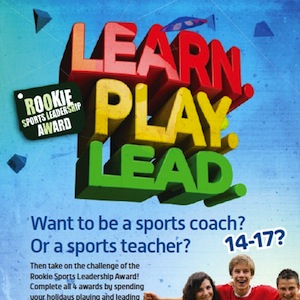 LEARN.
PLAY.
LEAD.
ROOKIE
SPORTS LEADERSHIP
AWARD
Want to be a sports coach?
Or a sports teacher?
14-17?
Then take on the challenge of the
Rookie Sports Leadership Award!
Complete all 4 awards by spending
your holidays playing and leading